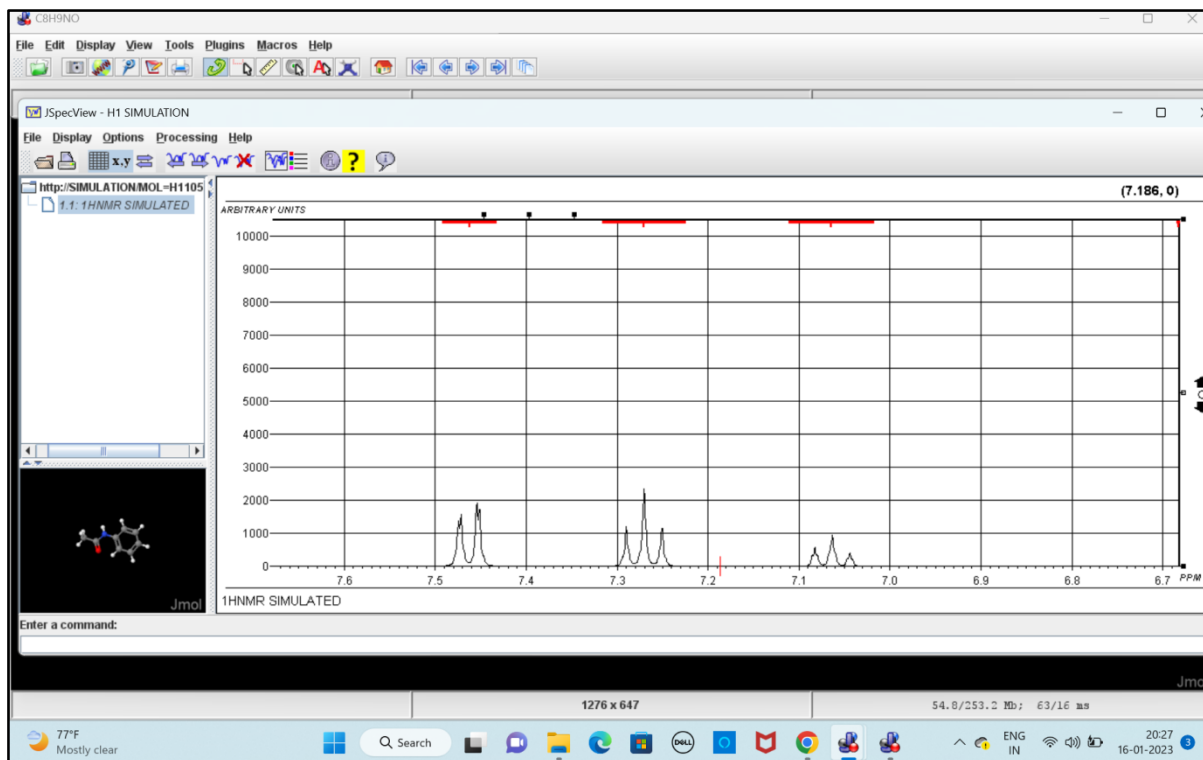 C8H9NO
File Edit Display View Tools Plugins Macros Help
JSpecView - H1 SIMULATION
File Display Options Processing Help
x.y
?
http://SIMULATION/MOL=H1105
1.1: 1HNMR SIMULATED
(7.186, 0)
ARBITRARY UNITS
10000
9000
8000
7000
6000
5000
4000
3000
2000
1000
0
7.6 7.5 7.4 7.3 7.2 7.1 7.0 6.9 6.8 6.7 PPM
1HNMR SIMULATED
Jmol
Enter a command:
Jmo
1276 x 647
54.8/253.2 Mb; 63/16 ms
77°F
Mostly clear
Search
DELL
ENG
IN
20:27
16-01-2023
3